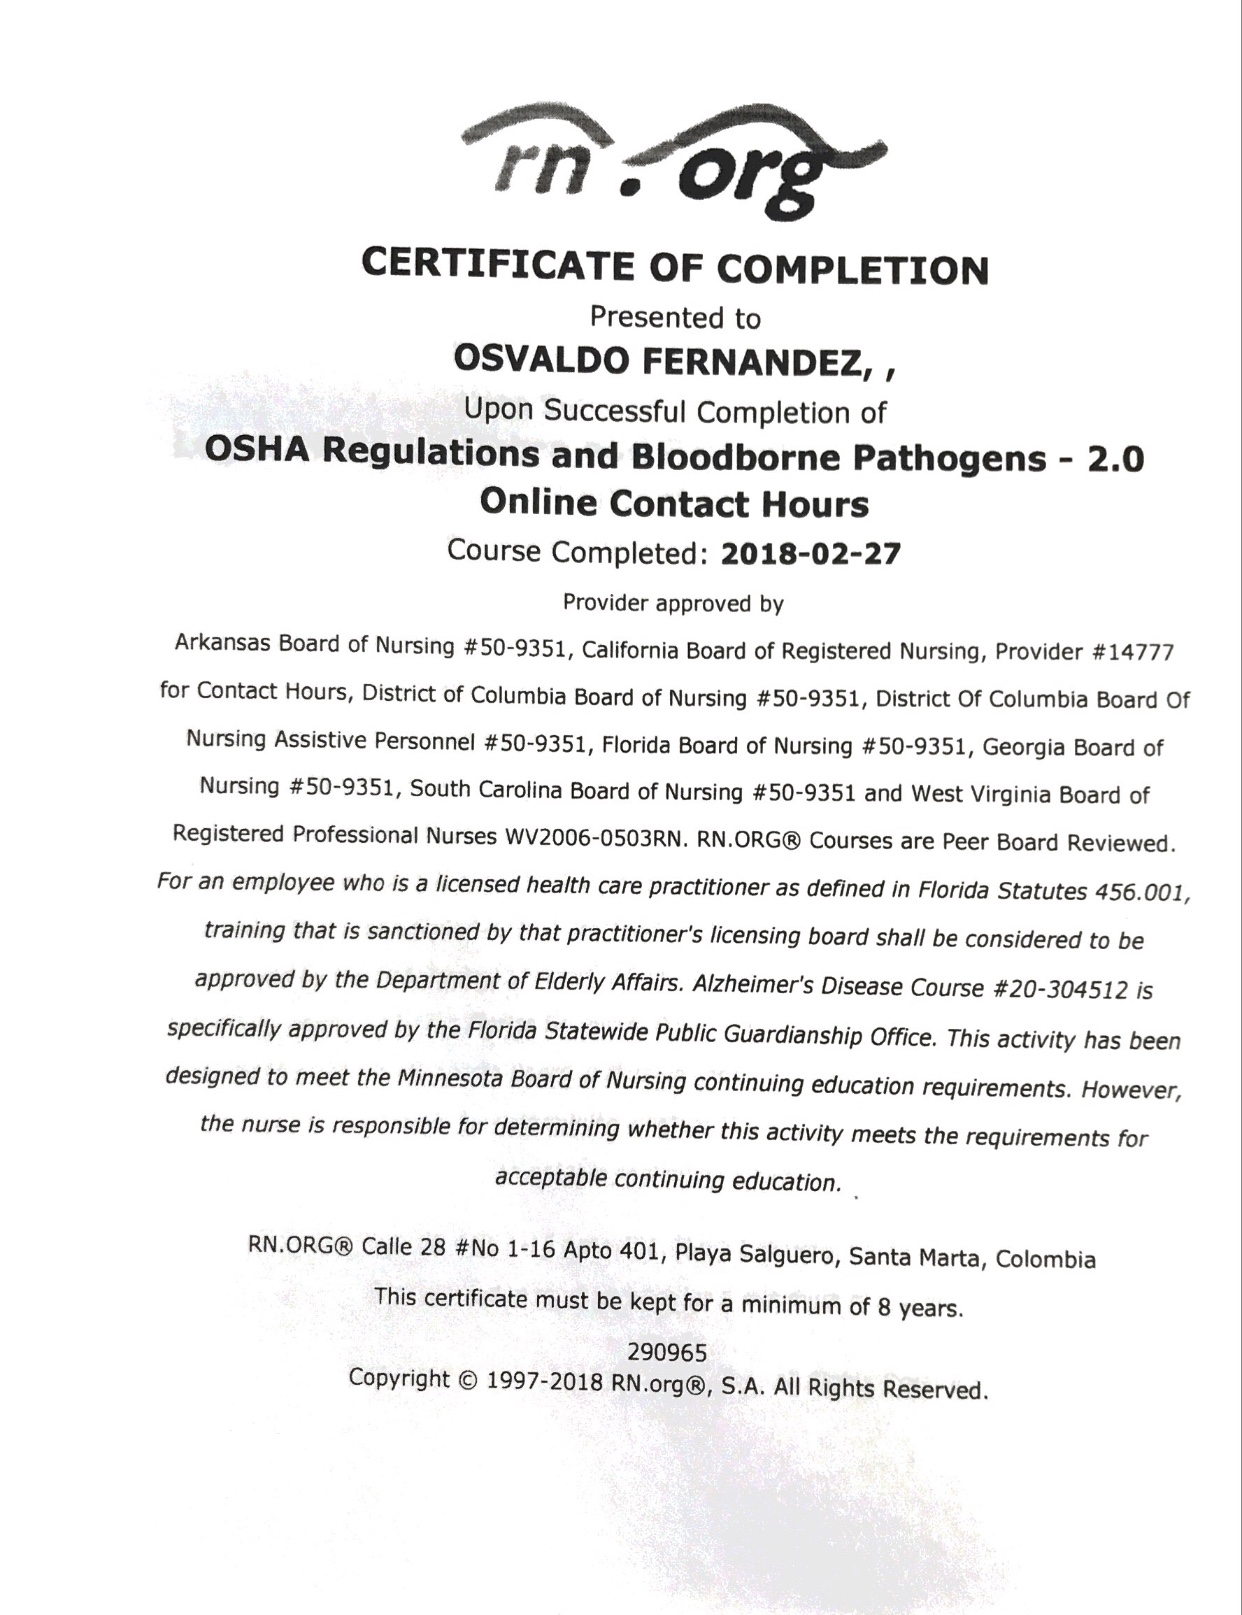 rn.org
CERTIFICATE OF COMPLETION
Presented to
OSVALDO FERNANDEZ, ,
Upon Successful Completion of
OSHA Regulations and Bloodborne Pathogens - 2.0
Online Contact Hours
Course Completed: 2018-02-27
Provider approved by
Arkansas Board of Nursing #50-9351, California Board of Registered Nursing, Provider #14777
for Contact Hours, District of Columbia Board of Nursing #50-9351, District Of Columbia Board Of
Nursing Assistive Personnel #50-9351, Florida Board of Nursing #50-9351, Georgia Board of
Nursing #50-9351, South Carolina Board of Nursing #50-9351 and West Virginia Board of
Registered Professional Nurses WV2006-0503RN. RN.ORG® Courses are Peer Board Reviewed.
For an employee who is a licensed health care practitioner as defined in Florida Statutes 456.001,
training that is sanctioned by that practitioner's licensing board shall be considered to be
approved by the Department of Elderly Affairs. Alzheimer's Disease Course #20-304512 is
specifically approved by the Florida Statewide Public Guardianship Office. This activity has been
designed to meet the Minnesota Board of Nursing continuing education requirements. However,
the nurse is responsible for determining whether this activity meets the requirements for
acceptable continuing education.
RN.ORG® Calle 28 #No 1-16 Apto 401, Playa Salguero, Santa Marta, Colombia
This certificate must be kept for a minimum of 8 years.
290965
Copyright © 1997-2018 RN.org®, S.A. All Rights Reserved.